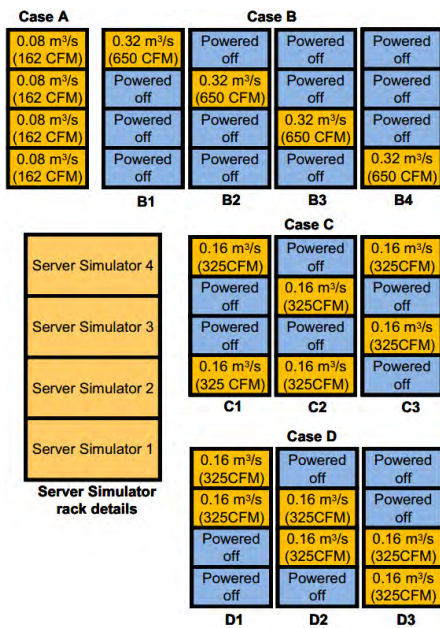 Case A
0.08 m³/s
(162 CFM)
0.08 m³/s
(162 CFM)
0.08 m³/s
(162 CFM)
0.08 m³/s
(162 CFM)
Case B
0.32 m³/s
(650 CFM)
Powered
off
Powered
off
Powered
off
B1
Powered
off
0.32 m³/s
(650 CFM)
Powered
off
Powered
off
B2
Powered
off
Powered
off
0.32 m³/s
(650 CFM)
Powered
off
B3
Powered
off
Powered
off
Powered
off
0.32 m³/s
(650 CFM)
B4
Server Simulator 4
Server Simulator 3
Server Simulator 2
Server Simulator 1
Server Simulator
rack details
Case C
0.16 m³/s
(325CFM)
Powered
off
Powered
off
0.16 m³/s
(325 CFM)
C1
Powered
off
0.16 m³/s
(325CFM)
Powered
off
0.16 m³/s
(325CFM)
C2
0.16 m³/s
(325CFM)
Powered
off
0.16 m³/s
(325CFM)
Powered
off
C3
Case D
0.16 m³/s
(325CFM)
0.16 m³/s
(325CFM)
Powered
off
Powered
off
D1
Powered
off
0.16 m³/s
(325CFM)
0.16 m³/s
(325CFM)
Powered
off
D2
Powered
off
Powered
off
0.16 m³/s
(325CFM)
0.16 m³/s
(325CFM)
D3